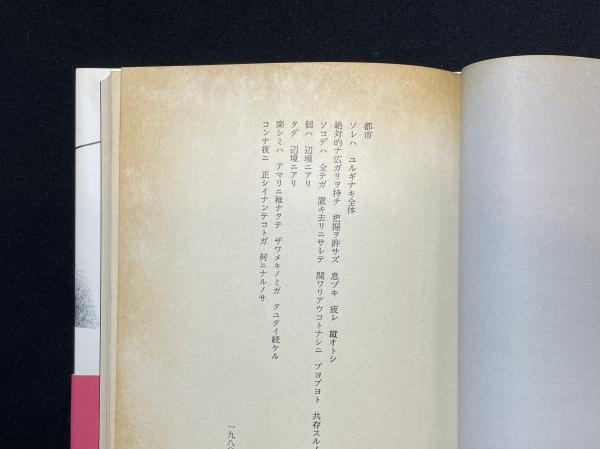 都市
ソレハ　ユルギナキ全体
絶対的ナ広ガリヲ持チ　把握ヲ許サズ　息ヅキ　疲レ　蹴オトシ
ソコデハ　全テガ　置キ去リニサレテ　関ワリアウコトナシニ　ブヨブヨト　共存スル
個ハ　辺境ニアリ
タダ　辺境ニアリ
楽シミハ　アマリニ稚ナクテ　ザワメキノミガ　タユタイ続ケル
コンナ夜ニ　正シイナンテコトガ　何ニナルノサ
一九八